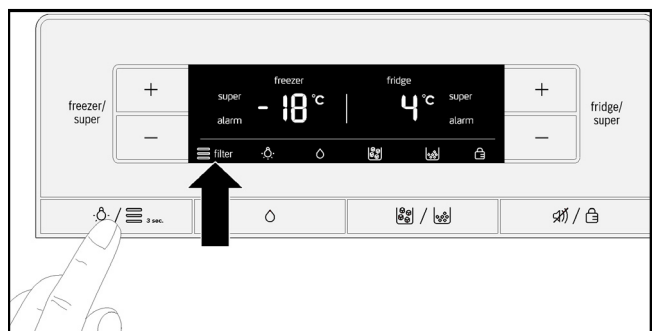 freezer fridge
super - 18 °C 4 °C super
alarm alarm
filter
freezer/
super
+
–
+
–
fridge/
super
/ 3 sec.
/
/